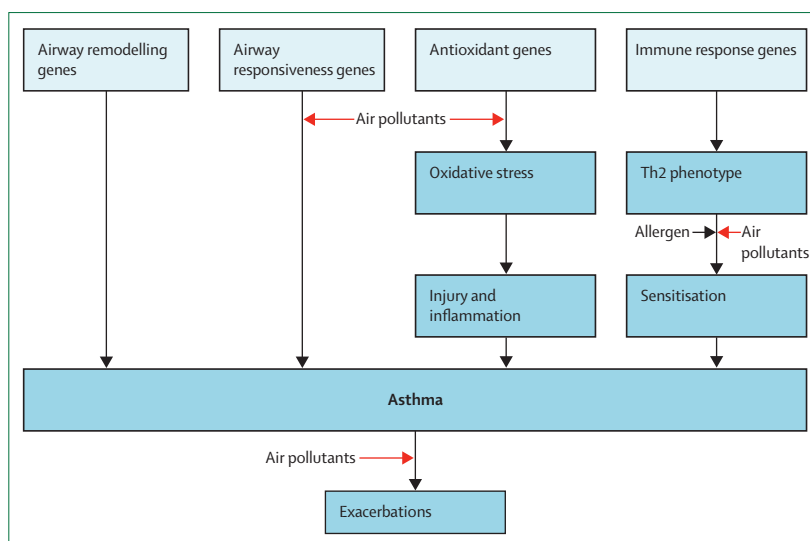 Airway remodelling
genes
Airway
responsiveness genes
Antioxidant genes
Immune response genes
Air pollutants
Oxidative stress
Th2 phenotype
Allergen
Air
pollutants
Injury and
inflammation
Sensitisation
Asthma
Air pollutants
Exacerbations